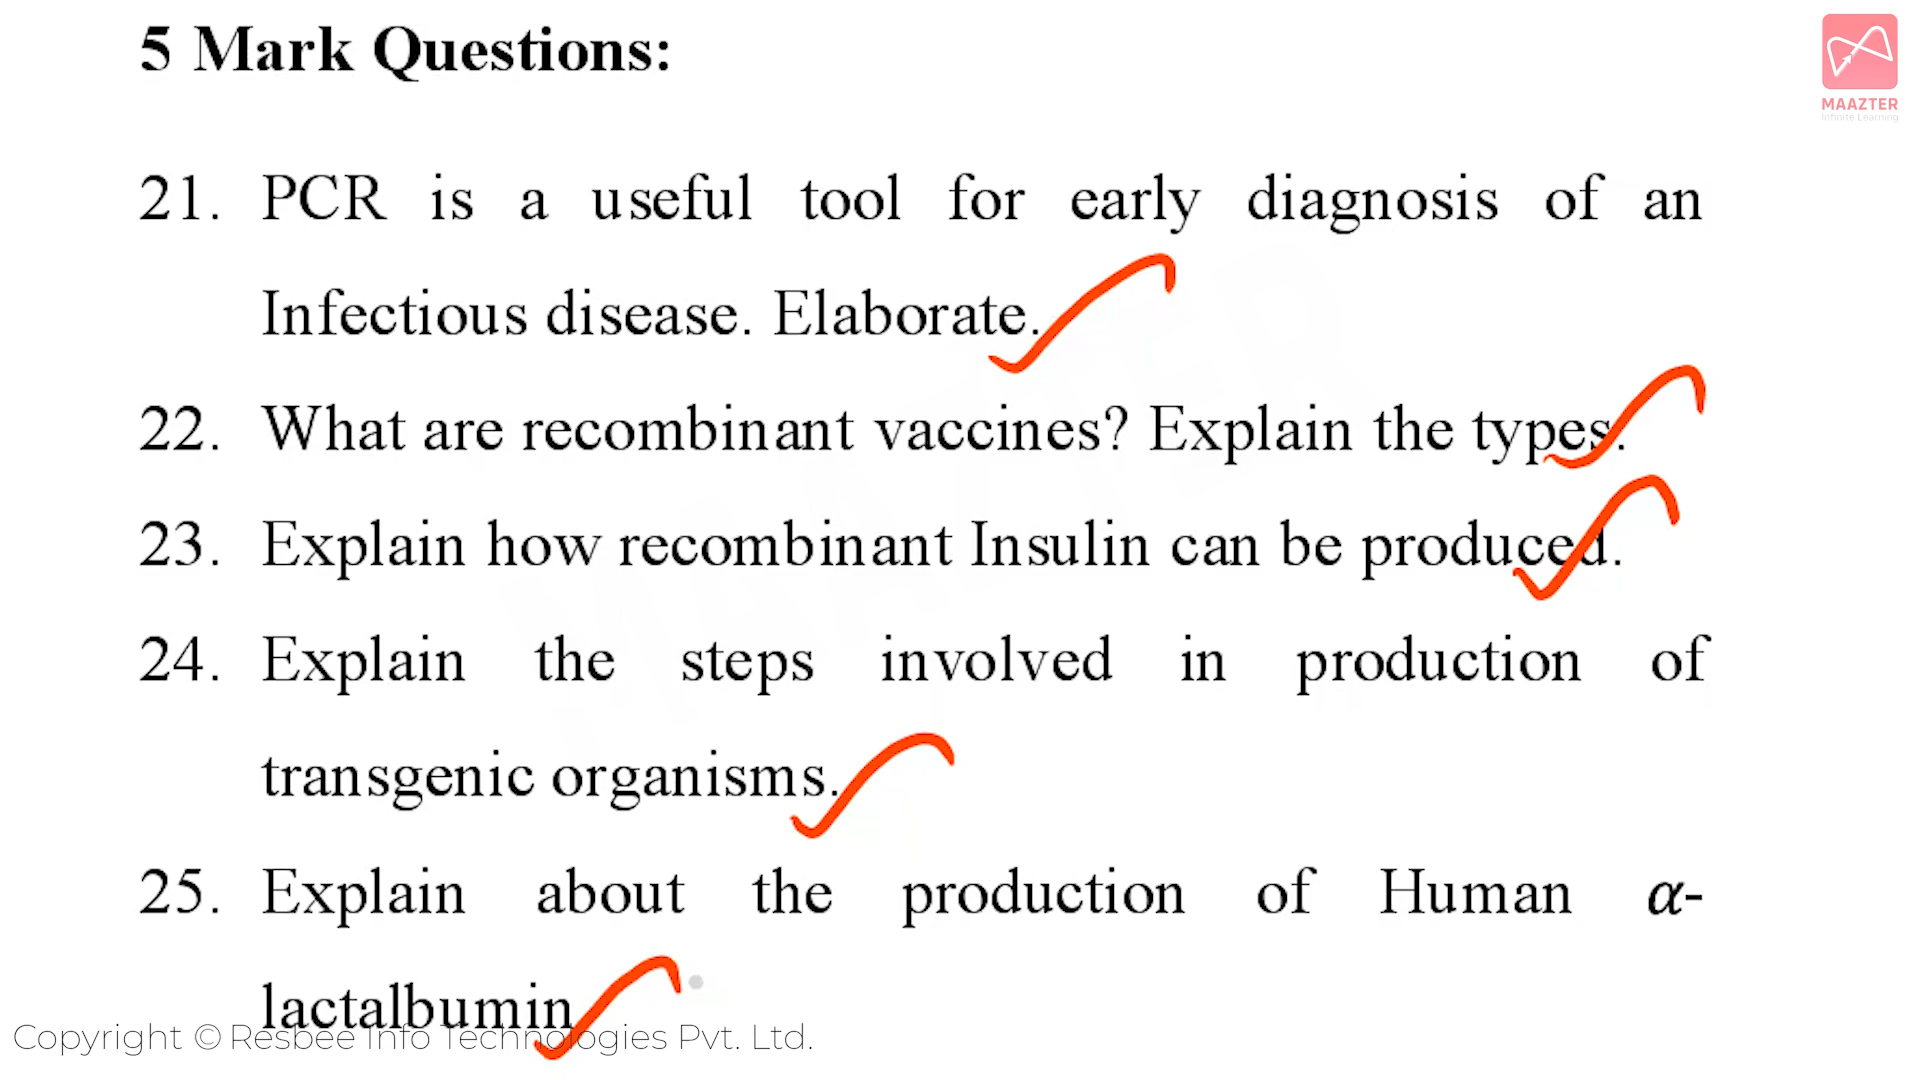 5 Mark Questions:
MAAZTER
Infinite Learning
21. PCR is a useful tool for early diagnosis of an
Infectious disease. Elaborate.
22. What are recombinant vaccines? Explain the types.
23. Explain how recombinant Insulin can be produced.
24. Explain the steps involved in production of
transgenic organisms.
25. Explain about the production of Human α-
lactalbumin
Copyright © Resbee Info Technologies Pvt. Ltd.